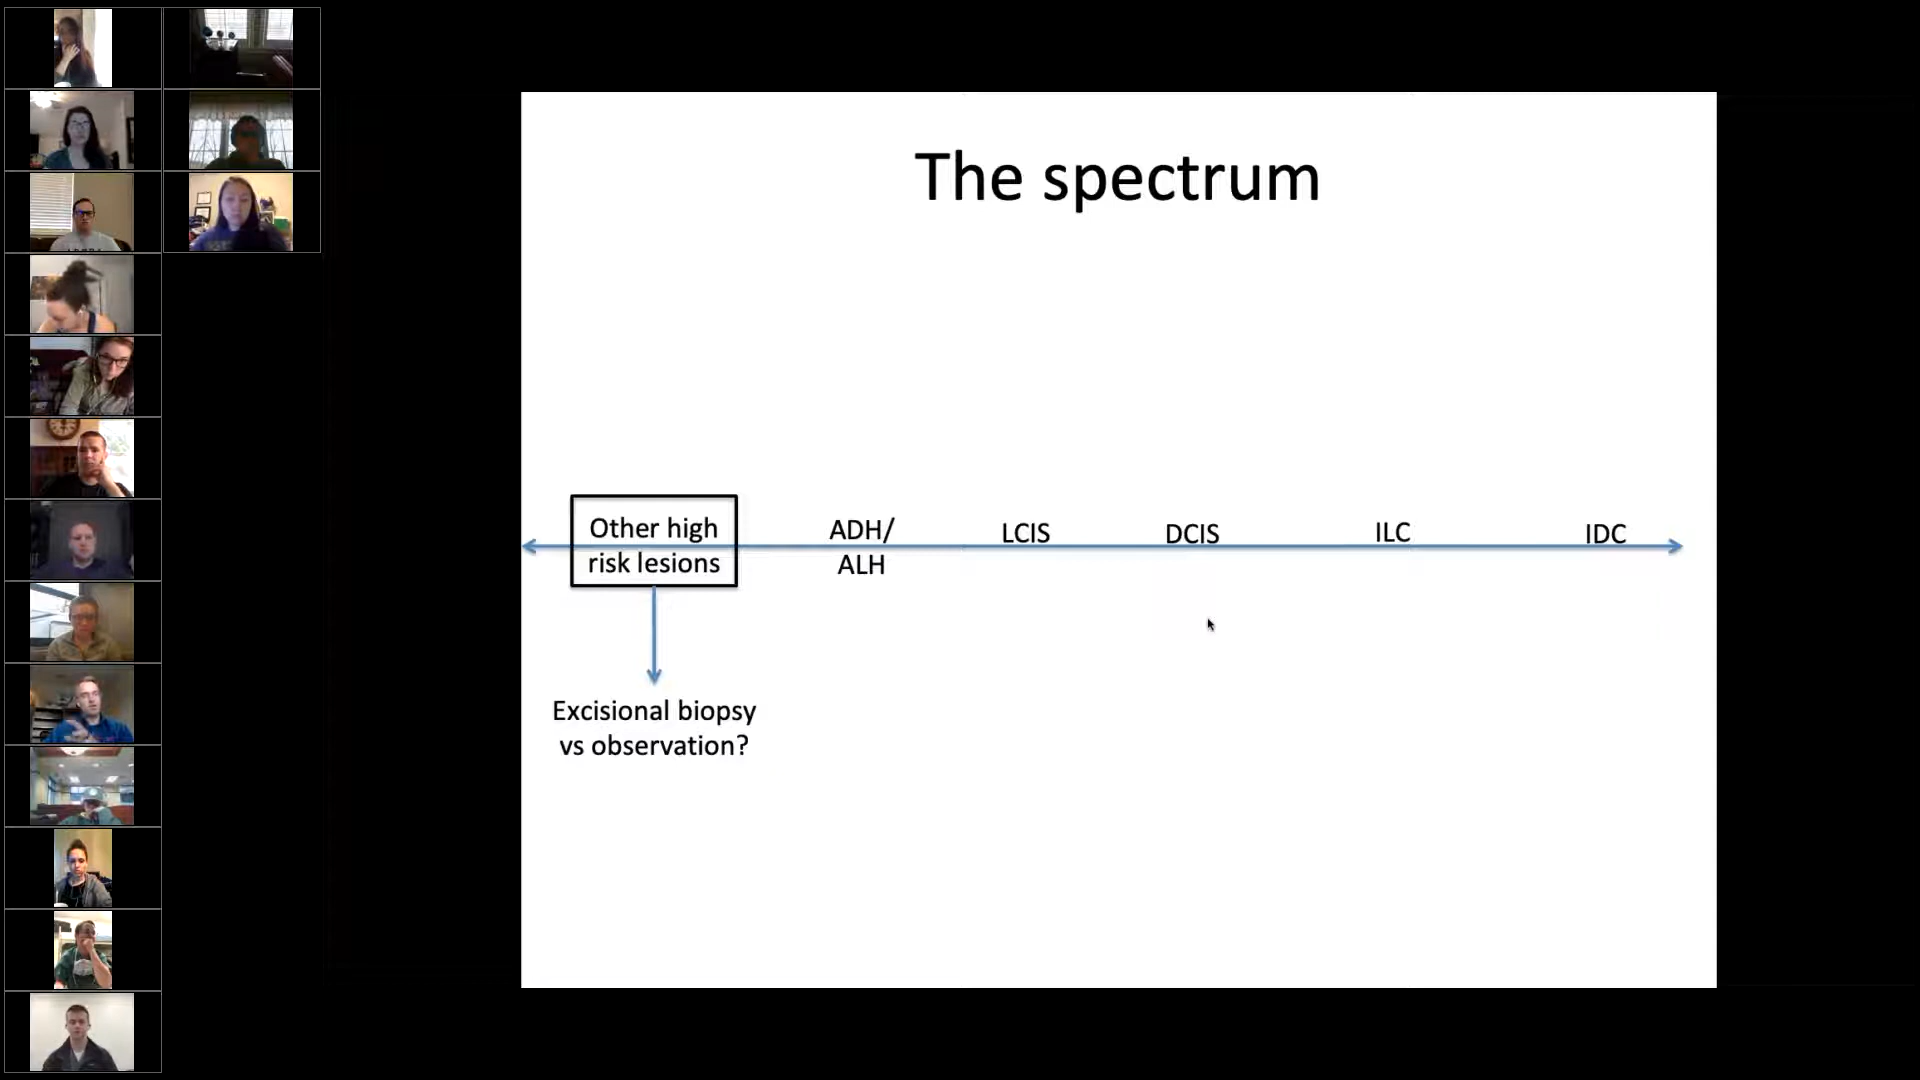 The spectrum
Other high
risk lesions
ADH/
ALH
LCIS
DCIS
ILC
IDC
Excisional biopsy
vs observation?